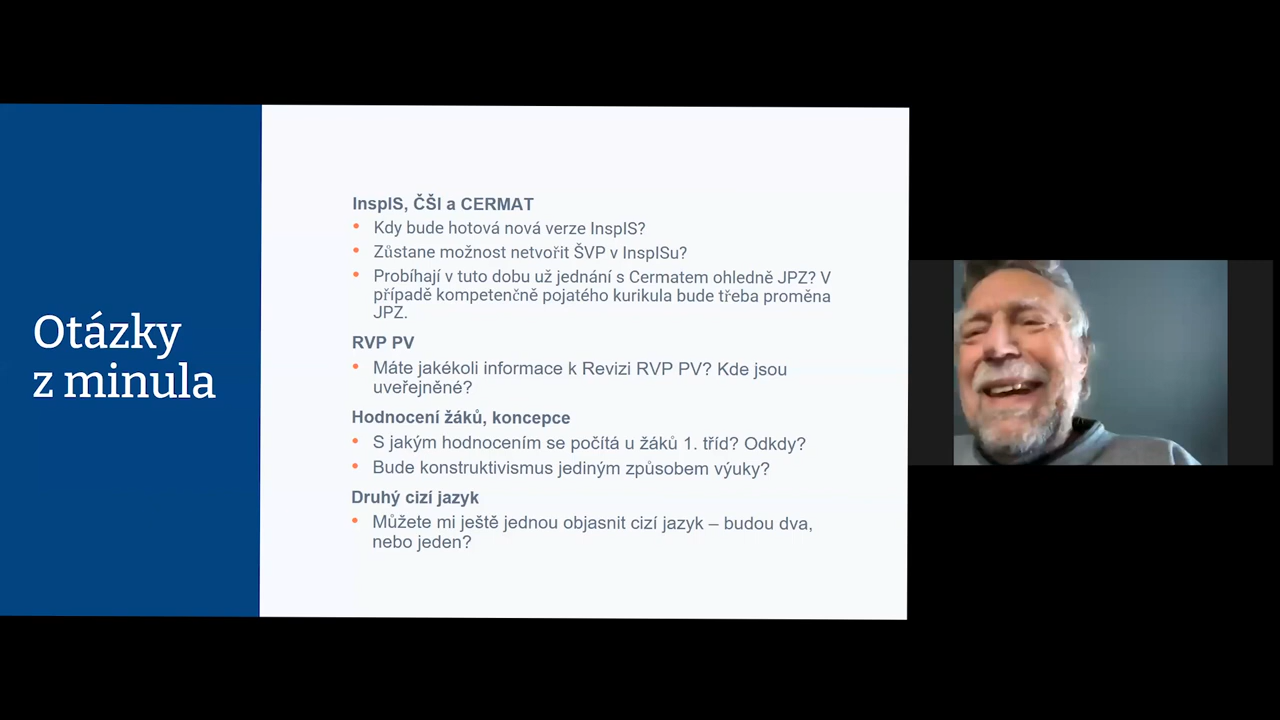 Otázky
z minula
InspIS, ČŠI a CERMAT
• Kdy bude hotová nová verze InspIS?
• Zůstane možnost netvořit ŠVP v InspISu?
• Probíhají v tuto dobu už jednání s Cermatem ohledně JPZ? V
případě kompetenčně pojatého kurikula bude třeba proměna
JPZ.
RVP PV
• Máte jakékoli informace k Revizi RVP PV? Kde jsou
uveřejněné?
Hodnocení žáků, koncepce
• S jakým hodnocením se počítá u žáků 1. tříd? Odkdy?
• Bude konstruktivismus jediným způsobem výuky?
Druhý cizí jazyk
• Můžete mi ještě jednou objasnit cizí jazyk – budou dva,
nebo jeden?